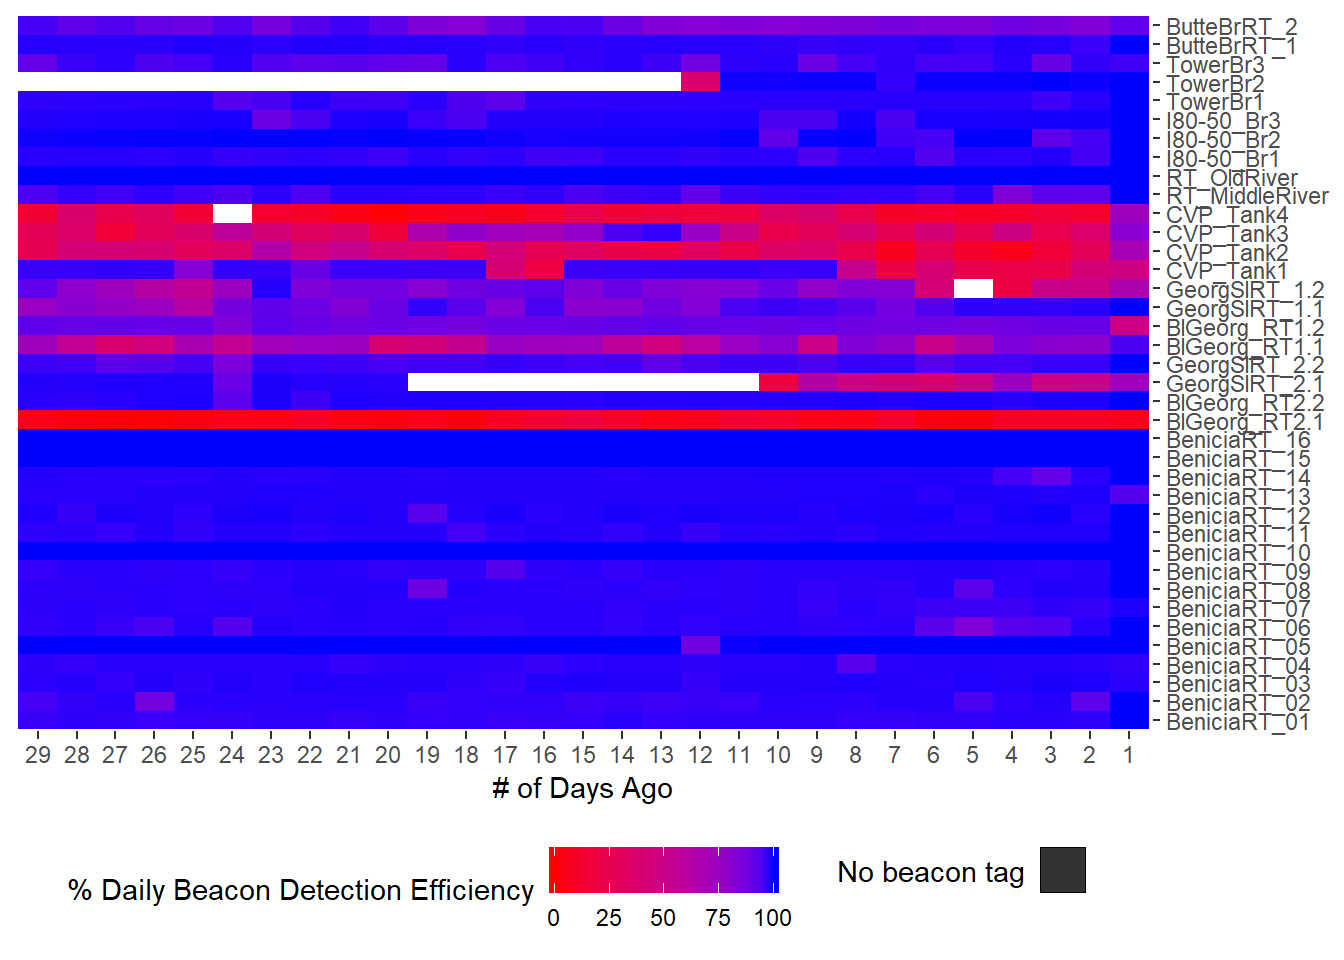 ButteBrRT_2
ButteBrRT_1
TowerBr3
TowerBr2
TowerBr1
I80-50_Br3
I80-50_Br2
I80-50_Br1
RT_OldRiver
RT_MiddleRiver
CVP_Tank4
CVP_Tank3
CVP_Tank2
CVP_Tank1
GeorgSlRT_1.2
GeorgSlRT_1.1
BlGeorg_RT1.2
BlGeorg_RT1.1
GeorgSlRT_2.2
GeorgSlRT_2.1
BlGeorg_RT2.2
BlGeorg_RT2.1
BeniciaRT_16
BeniciaRT_15
BeniciaRT_14
BeniciaRT_13
BeniciaRT_12
BeniciaRT_11
BeniciaRT_10
BeniciaRT_09
BeniciaRT_08
BeniciaRT_07
BeniciaRT_06
BeniciaRT_05
BeniciaRT_04
BeniciaRT_03
BeniciaRT_02
BeniciaRT_01
29 28 27 26 25 24 23 22 21 20 19 18 17 16 15 14 13 12 11 10 9 8 7 6 5 4 3 2 1
# of Days Ago
% Daily Beacon Detection Efficiency
0 25 50 75 100
No beacon tag